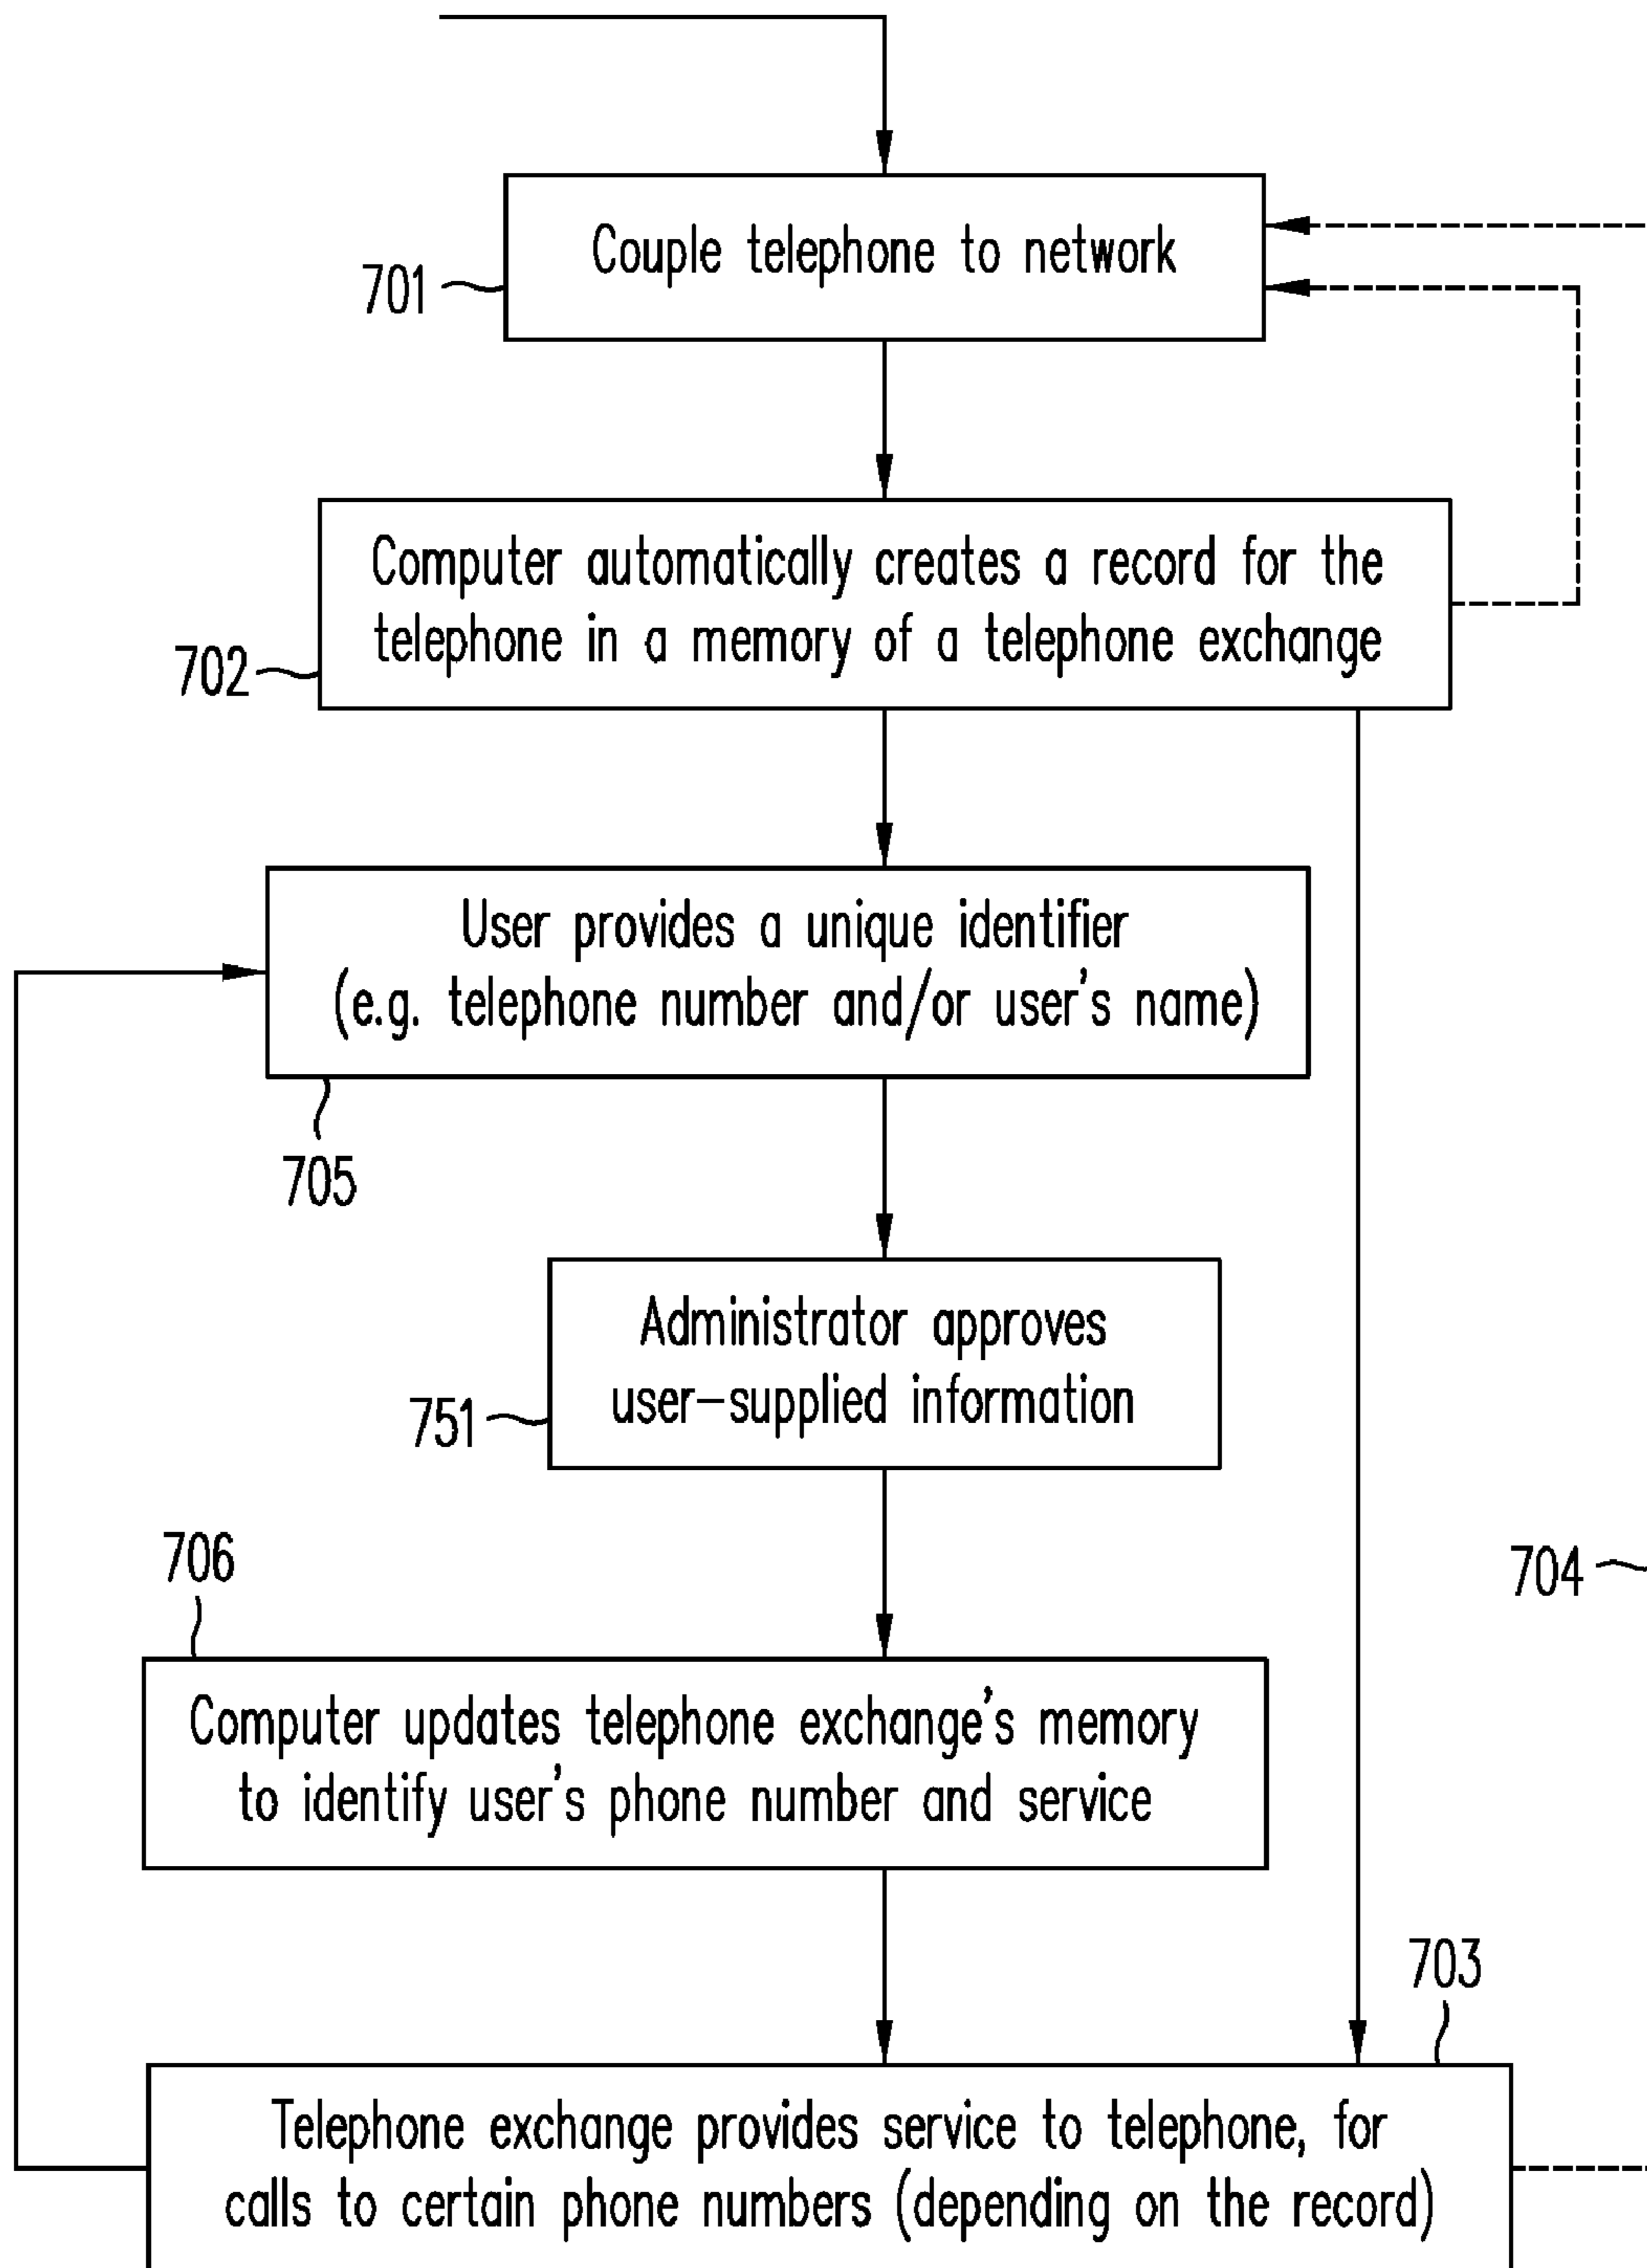 Couple telephone to network
701
Computer automatically creates a record for the
telephone in a memory of a telephone exchange
702
User provides a unique identifier
(e.g. telephone number and/or user's name)
705
Administrator approves
user-supplied information
751
706
704
Computer updates telephone exchange's memory
to identify user's phone number and service
703
Telephone exchange provides service to telephone, for
calls to certain phone numbers (depending on the record)